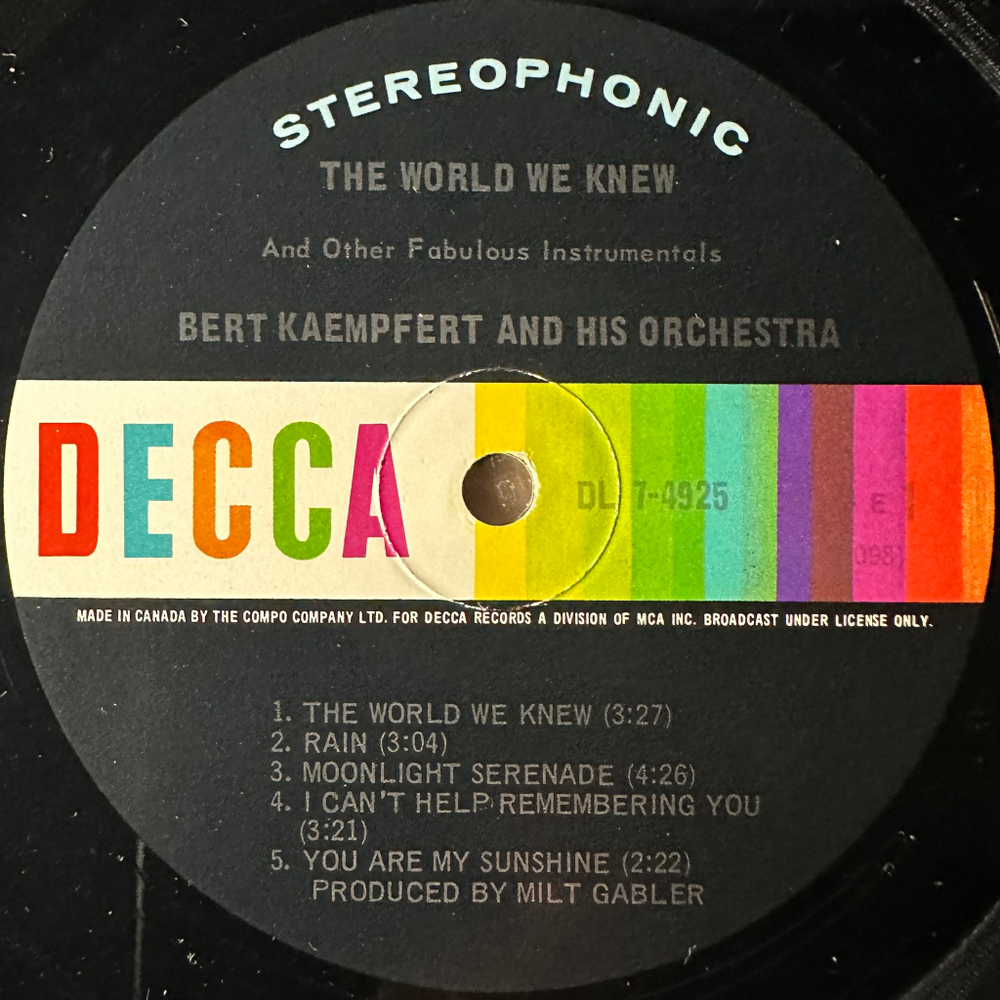 STEREOPHONIC
THE WORLD WE KNEW
And Other Fabulous Instrumentals
BERT KAEMPFERT AND HIS ORCHESTRA
DECCA
DL 7-4925
MADE IN CANADA BY THE COMPO COMPANY LTD. FOR DECCA RECORDS A DIVISION OF MCA INC. BROADCAST UNDER LICENSE ONLY.
1. THE WORLD WE KNEW (3:27)
2. RAIN (3:04)
3. MOONLIGHT SERENADE (4:26)
4. I CAN'T HELP REMEMBERING YOU
(3:21)
5. YOU ARE MY SUNSHINE (2:22)
PRODUCED BY MILT GABLER